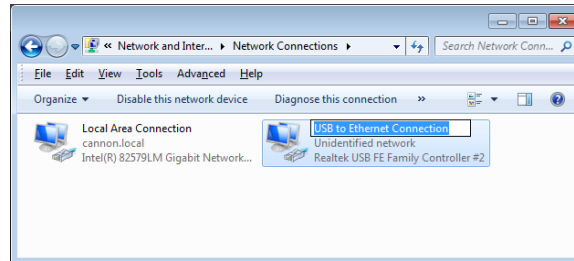 « Network and Inter... ▸ Network Connections ▸ Search Network Conn...
File Edit View Tools Advanced Help
Organize ▾ Disable this network device Diagnose this connection »
Local Area Connection
cannon.local
Intel(R) 82579LM Gigabit Network...
USB to Ethernet Connection
Unidentified network
Realtek USB FE Family Controller #2